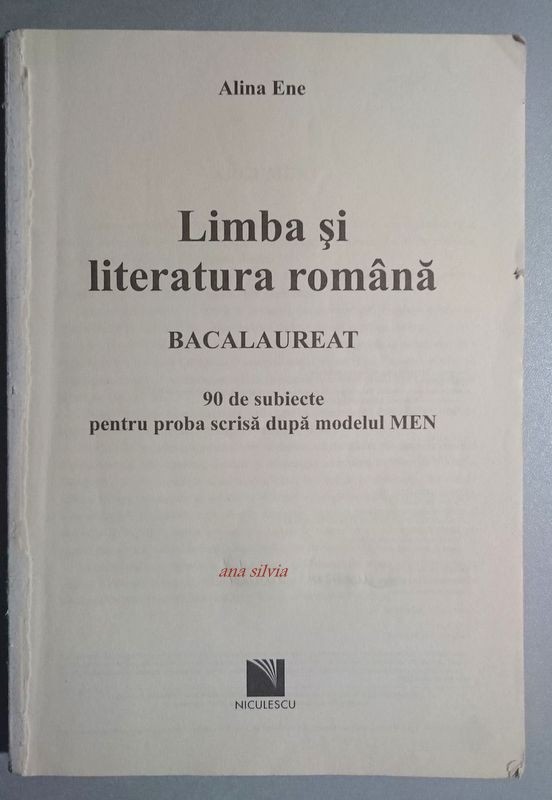 Alina Ene
Limba şi
literatura română
BACALAUREAT
90 de subiecte
pentru proba scrisă după modelul MEN
ana silvia
NICULESCU